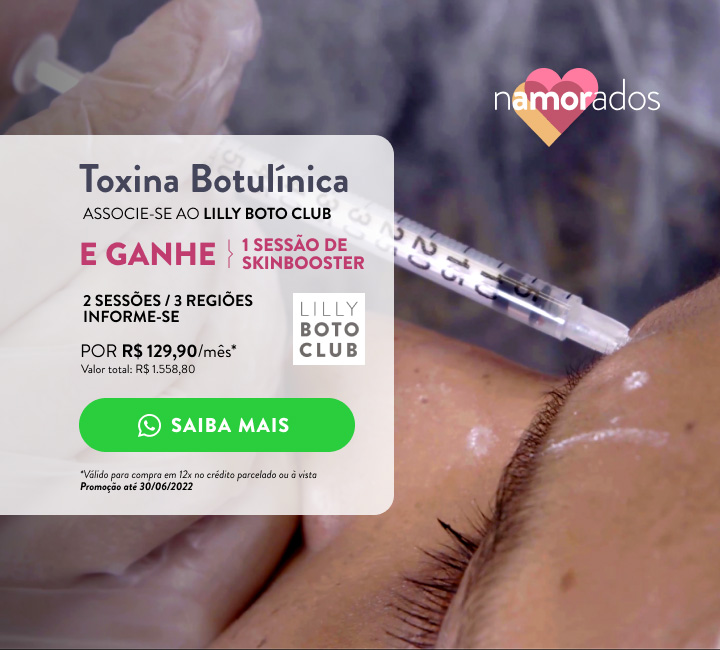 namorados
Toxina Botulínica
ASSOCIE-SE AO LILLY BOTO CLUB
E GANHE
1 SESSÃO DE
SKINBOOSTER
2 SESSÕES / 3 REGIÕES
INFORME-SE
LILLY
BOTO
CLUB
POR R$ 129,90/mês*
Valor total: R$ 1.558,80
SAIBA MAIS
*Válido para compra em 12x no crédito parcelado ou à vista
Promoção até 30/06/2022